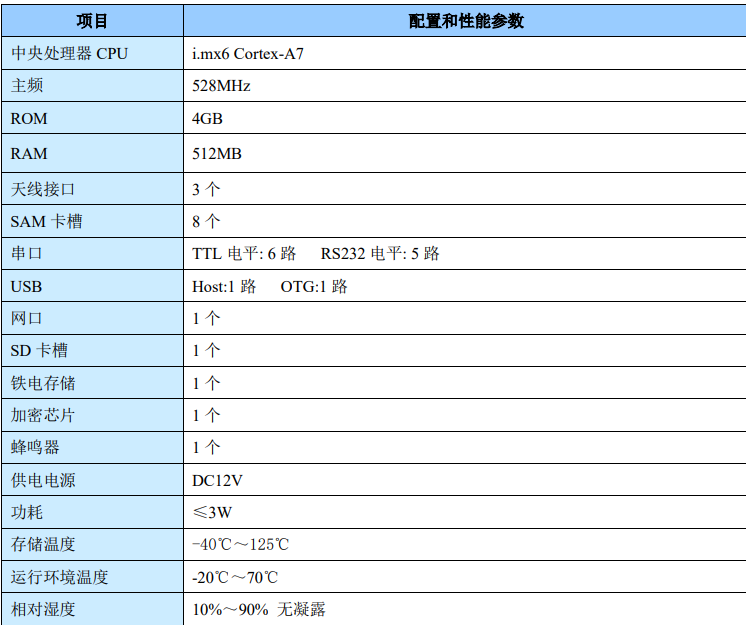 项目 配置和性能参数
中央处理器 CPU i.mx6 Cortex-A7
主频 528MHz
ROM 4GB
RAM 512MB
天线接口 3 个
SAM 卡槽 8 个
串口 TTL 电平: 6 路 RS232 电平: 5 路
USB Host:1 路 OTG:1 路
网口 1 个
SD 卡槽 1 个
铁电存储 1 个
加密芯片 1 个
蜂鸣器 1 个
供电电源 DC12V
功耗 ≤3W
存储温度 -40℃～125℃
运行环境温度 -20℃～70℃
相对湿度 10%～90% 无凝露